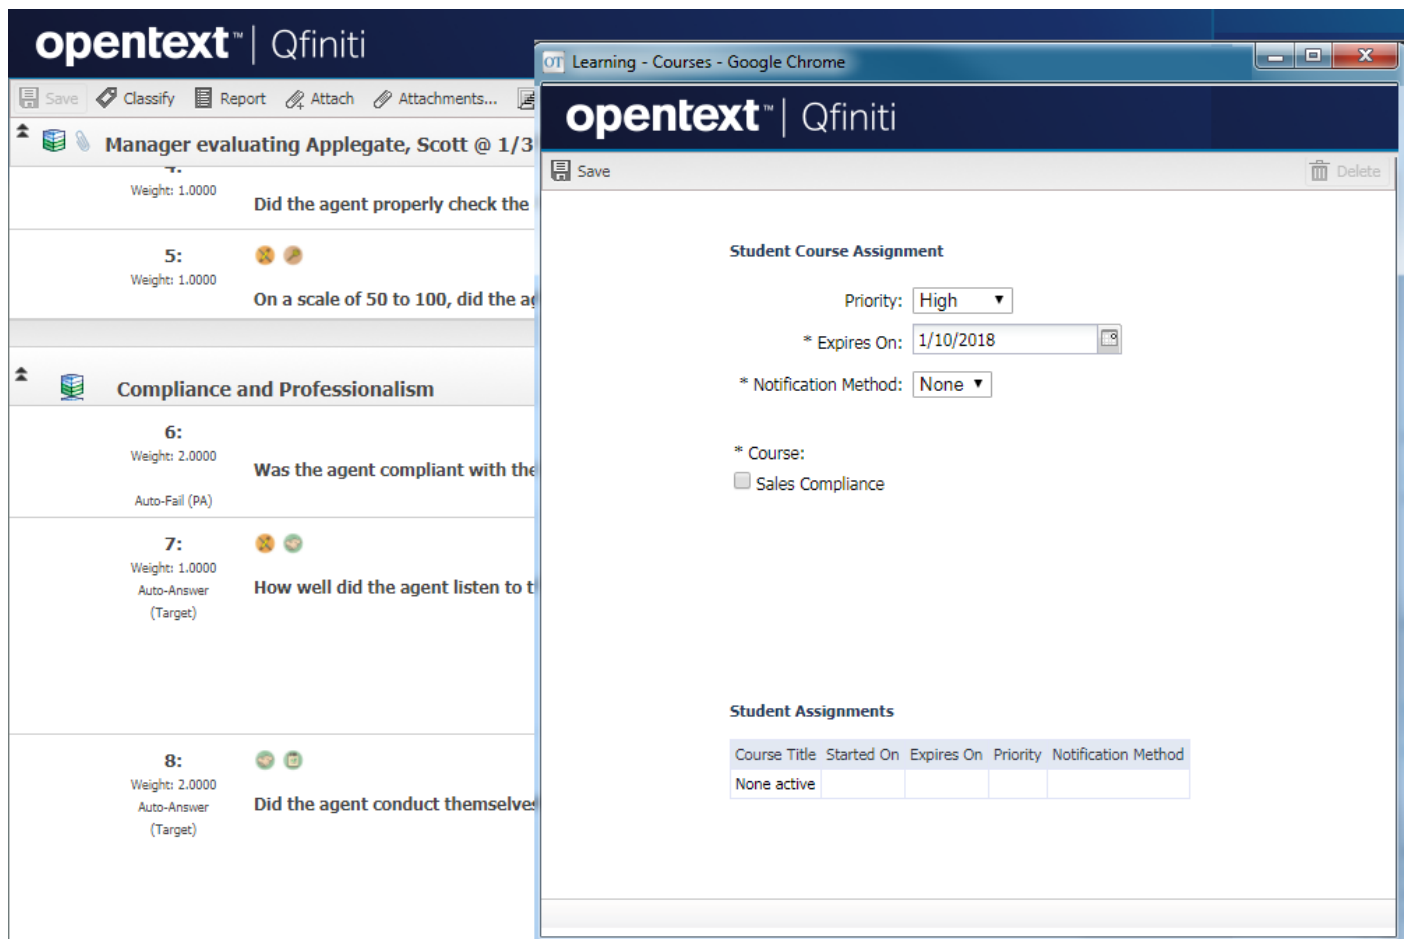 opentext™ | Qfiniti
Save Classify Report Attach Attachments...
Manager evaluating Applegate, Scott @ 1/3
4:
Weight: 1.0000
Did the agent properly check the
5:
Weight: 1.0000
On a scale of 50 to 100, did the ag
Compliance and Professionalism
6:
Weight: 2.0000
Was the agent compliant with the
Auto-Fail (PA)
7:
Weight: 1.0000
How well did the agent listen to t
Auto-Answer
(Target)
8:
Weight: 2.0000
Did the agent conduct themselves
Auto-Answer
(Target)
OT Learning - Courses - Google Chrome
opentext™ | Qfiniti
Save Delete
Student Course Assignment
Priority: High
* Expires On: 1/10/2018
* Notification Method: None
* Course:
Sales Compliance
Student Assignments
Course Title Started On Expires On Priority Notification Method
None active